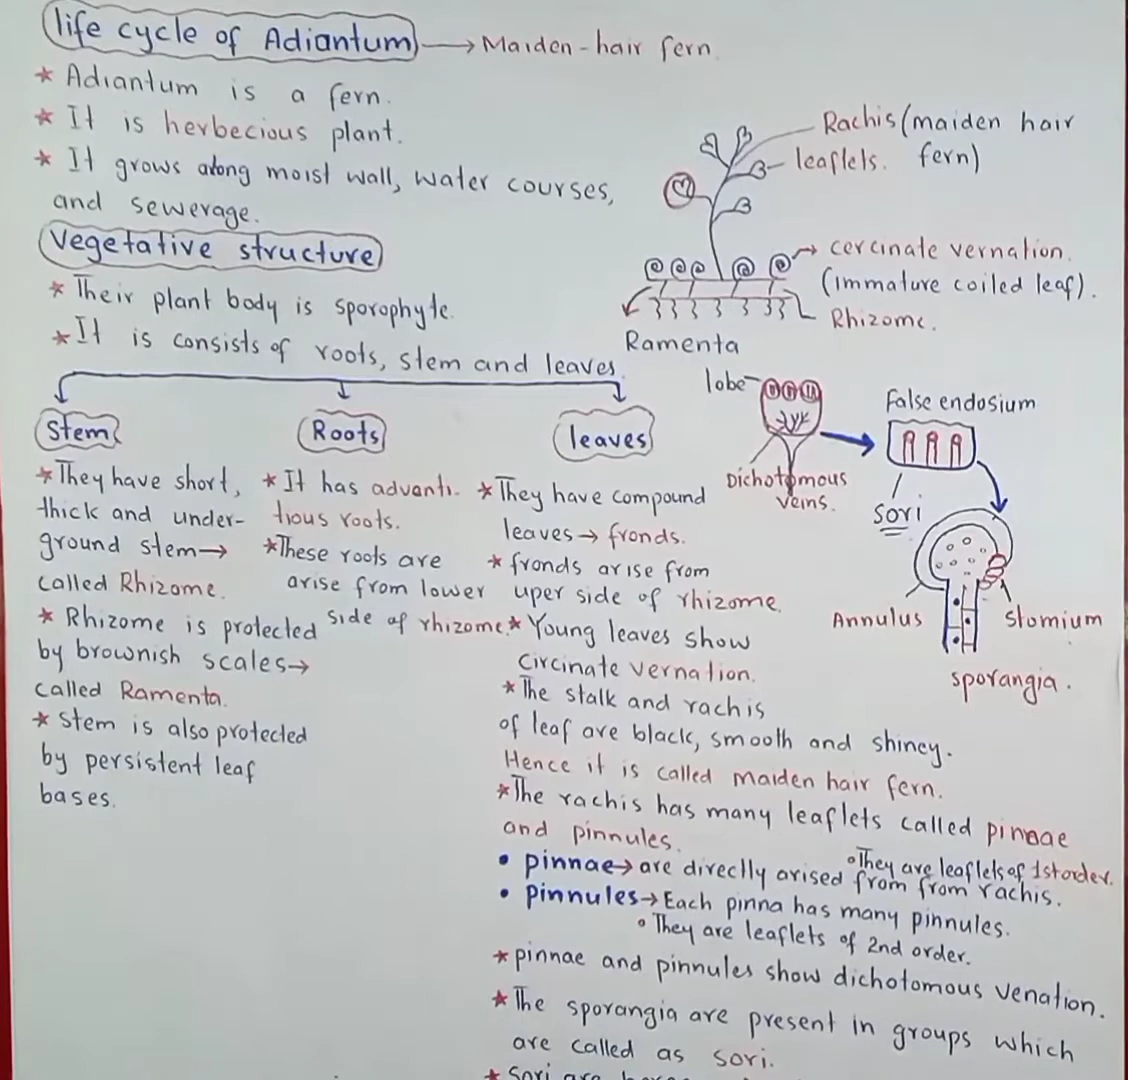 life cycle of Adiantum → Maiden-hair fern.
* Adiantum is a fern.
* It is herbecious plant.
* It grows along moist wall, water courses,
and sewerage.
Vegetative structure
* Their plant body is sporophyte.
* It is consists of roots, stem and leaves.
Rachis (maiden hair
leaflets. fern)
cercinate vernation.
(immature coiled leaf).
Rhizome.
Ramenta
lobe
Dichotomous
veins.
False endosium
sori
Annulus
stomium
sporangia.
Stem
* They have short,
thick and under-
ground stem →
called Rhizome.
* Rhizome is protected
by brownish scales →
called Ramenta.
* stem is also protected
by persistent leaf
bases.
Roots
* It has advanti-
tious roots.
* These roots are
arise from lower
side of rhizome.
leaves
* They have compound
leaves → fronds.
* fronds arise from
uper side of rhizome.
* Young leaves show
circinate vernation.
* The stalk and rachis
of leaf are black, smooth and shiney.
Hence it is called maiden hair fern.
* The rachis has many leaflets called pinnae
and pinnules.
• pinnae → are direclly arised from from rachis.
° They are leaflets of 1st order.
• pinnules → Each pinna has many pinnules.
° They are leaflets of 2nd order.
* pinnae and pinnules show dichotomous venation.
* The sporangia are present in groups which
are called as sori.
* Sori are